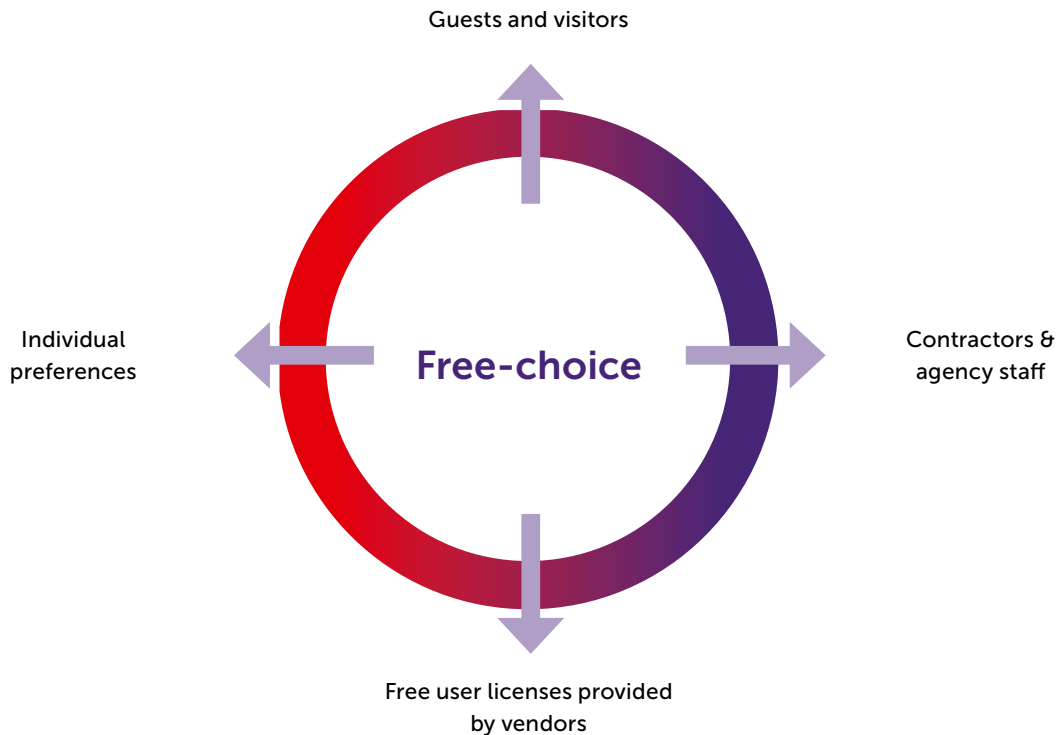 Guests and visitors
Individual
preferences
Free-choice
Contractors &
agency staff
Free user licenses provided
by vendors